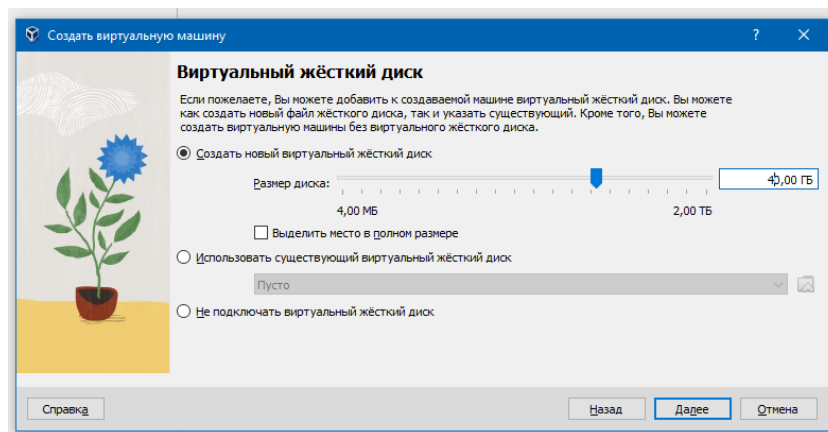 Создать виртуальную машину
Виртуальный жёсткий диск
Если пожелаете, Вы можете добавить к создаваемой машине виртуальный жёсткий диск. Вы можете
как создать новый файл жёсткого диска, так и указать существующий. Кроме того, Вы можете
создать виртуальную машины без виртуального жёсткого диска.
Создать новый виртуальный жёсткий диск
Размер диска: 40,00 ГБ
4,00 МБ 2,00 ТБ
Выделить место в полном размере
Использовать существующий виртуальный жёсткий диск
Пусто
Не подключать виртуальный жёсткий диск
Справка Назад Далее Отмена